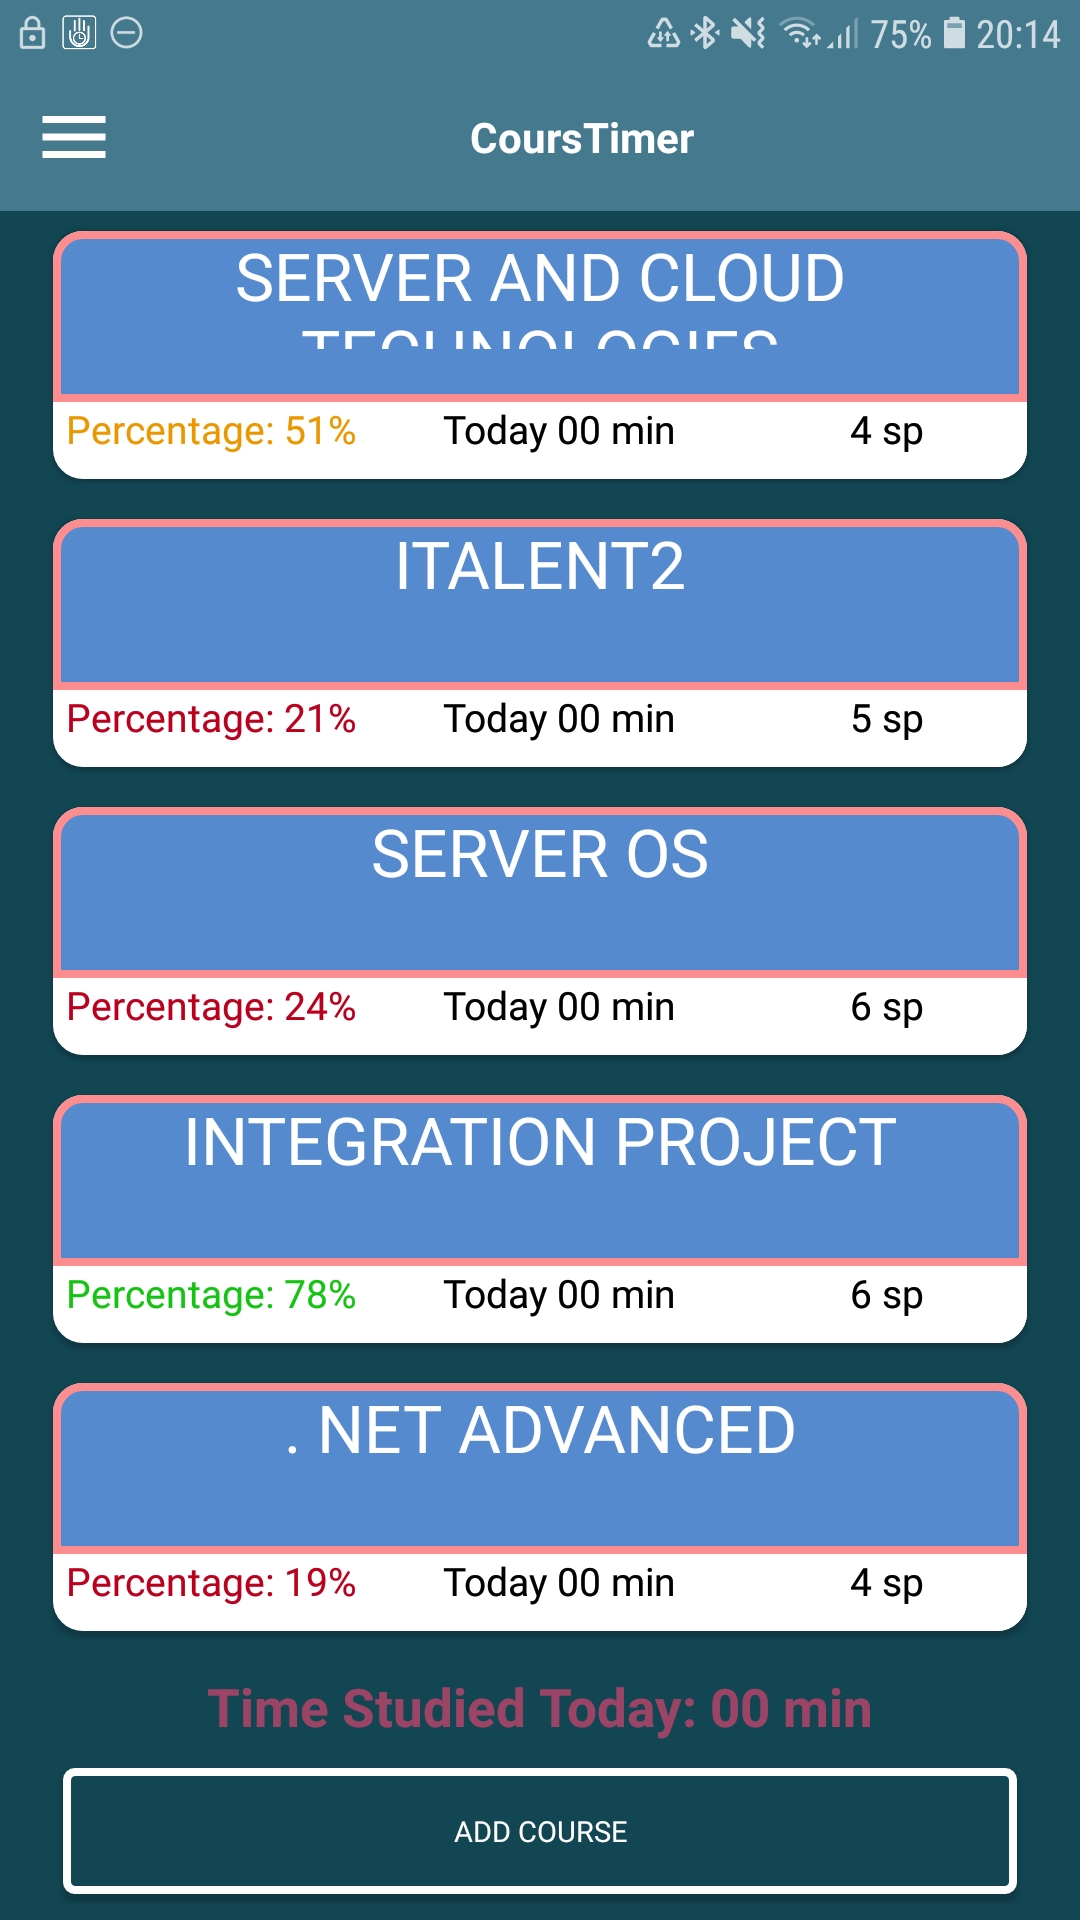 75% 20:14
CoursTimer
SERVER AND CLOUD
TECHNOLOGIES
Percentage: 51% Today 00 min 4 sp
ITALENT2
Percentage: 21% Today 00 min 5 sp
SERVER OS
Percentage: 24% Today 00 min 6 sp
INTEGRATION PROJECT
Percentage: 78% Today 00 min 6 sp
. NET ADVANCED
Percentage: 19% Today 00 min 4 sp
Time Studied Today: 00 min
ADD COURSE